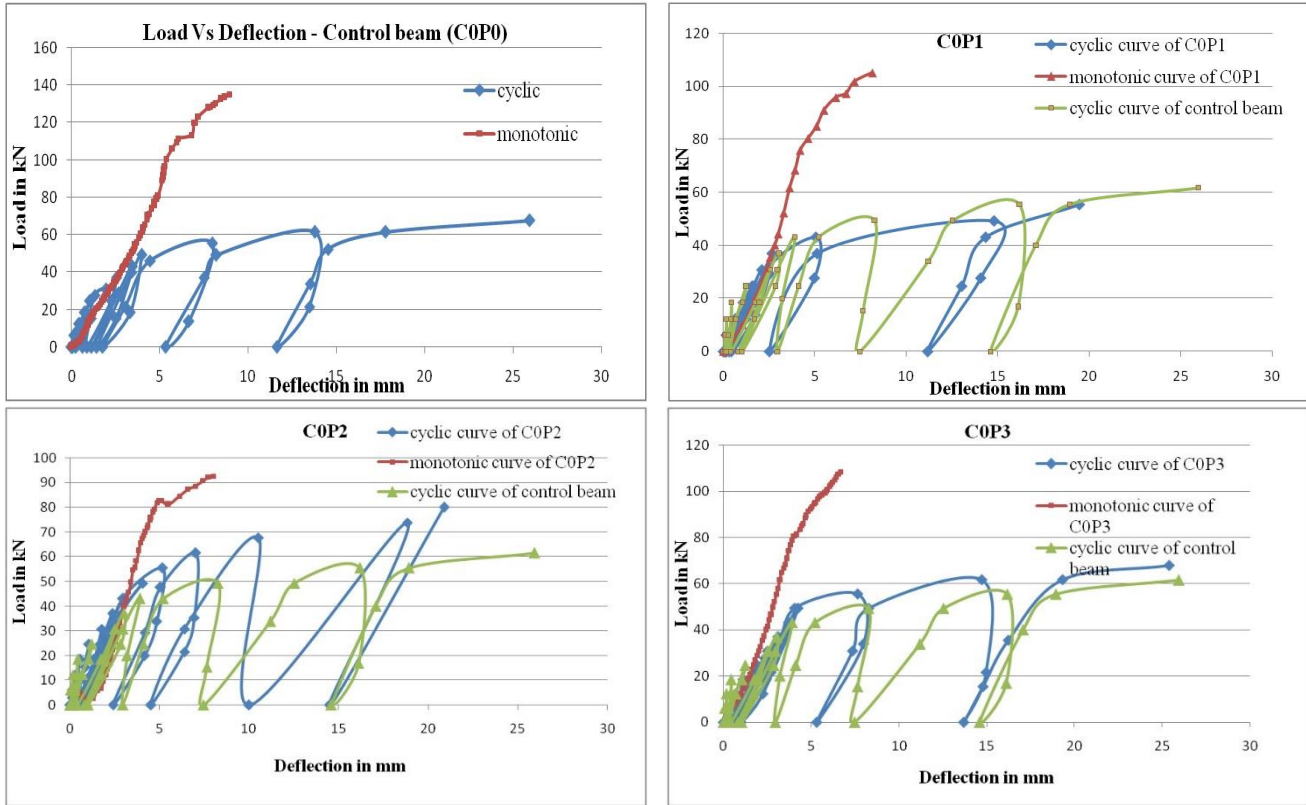 Load Vs Deflection - Control beam (C0P0)
160
140
120
100
80
60
40
20
0
Load in kN
cyclic
monotonic
0 5 10 15 20 25 30
Deflection in mm
C0P1
120
100
80
60
40
20
0
Load in kN
cyclic curve of C0P1
monotonic curve of C0P1
cyclic curve of control beam
0 5 10 15 20 25 30
Deflection in mm
C0P2
100
90
80
70
60
50
40
30
20
10
0
Load in kN
cyclic curve of C0P2
monotonic curve of C0P2
cyclic curve of control beam
0 5 10 15 20 25 30
Deflection in mm
C0P3
120
100
80
60
40
20
0
Load in kN
cyclic curve of C0P3
monotonic curve of
C0P3
cyclic curve of control
beam
0 5 10 15 20 25 30
Deflection in mm